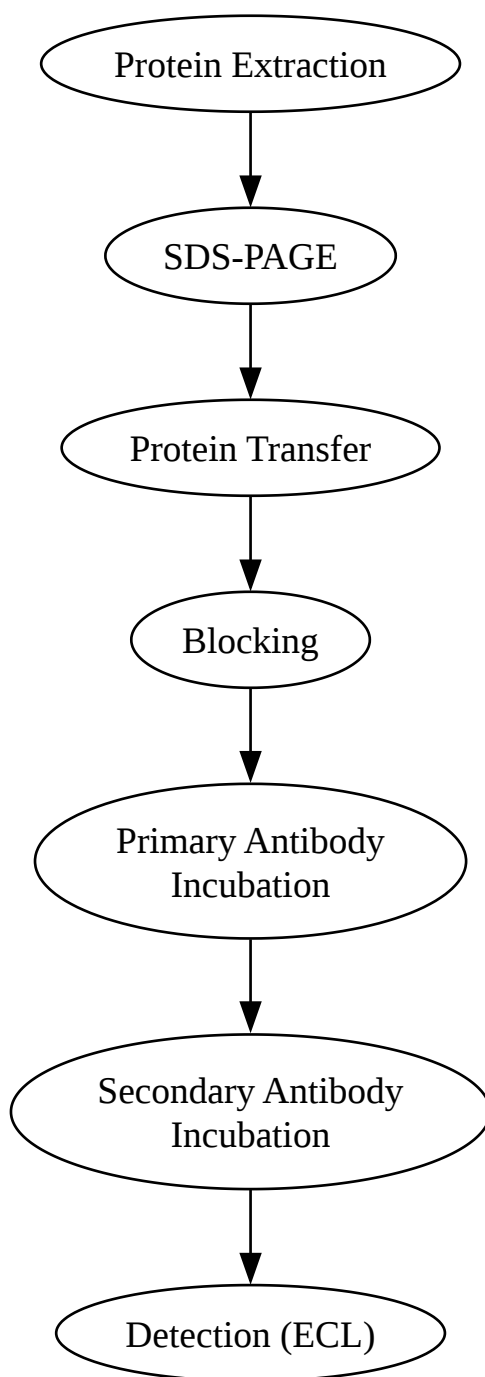 Protein Extraction
SDS-PAGE
Protein Transfer
Blocking
Primary Antibody
Incubation
Secondary Antibody
Incubation
Detection (ECL)